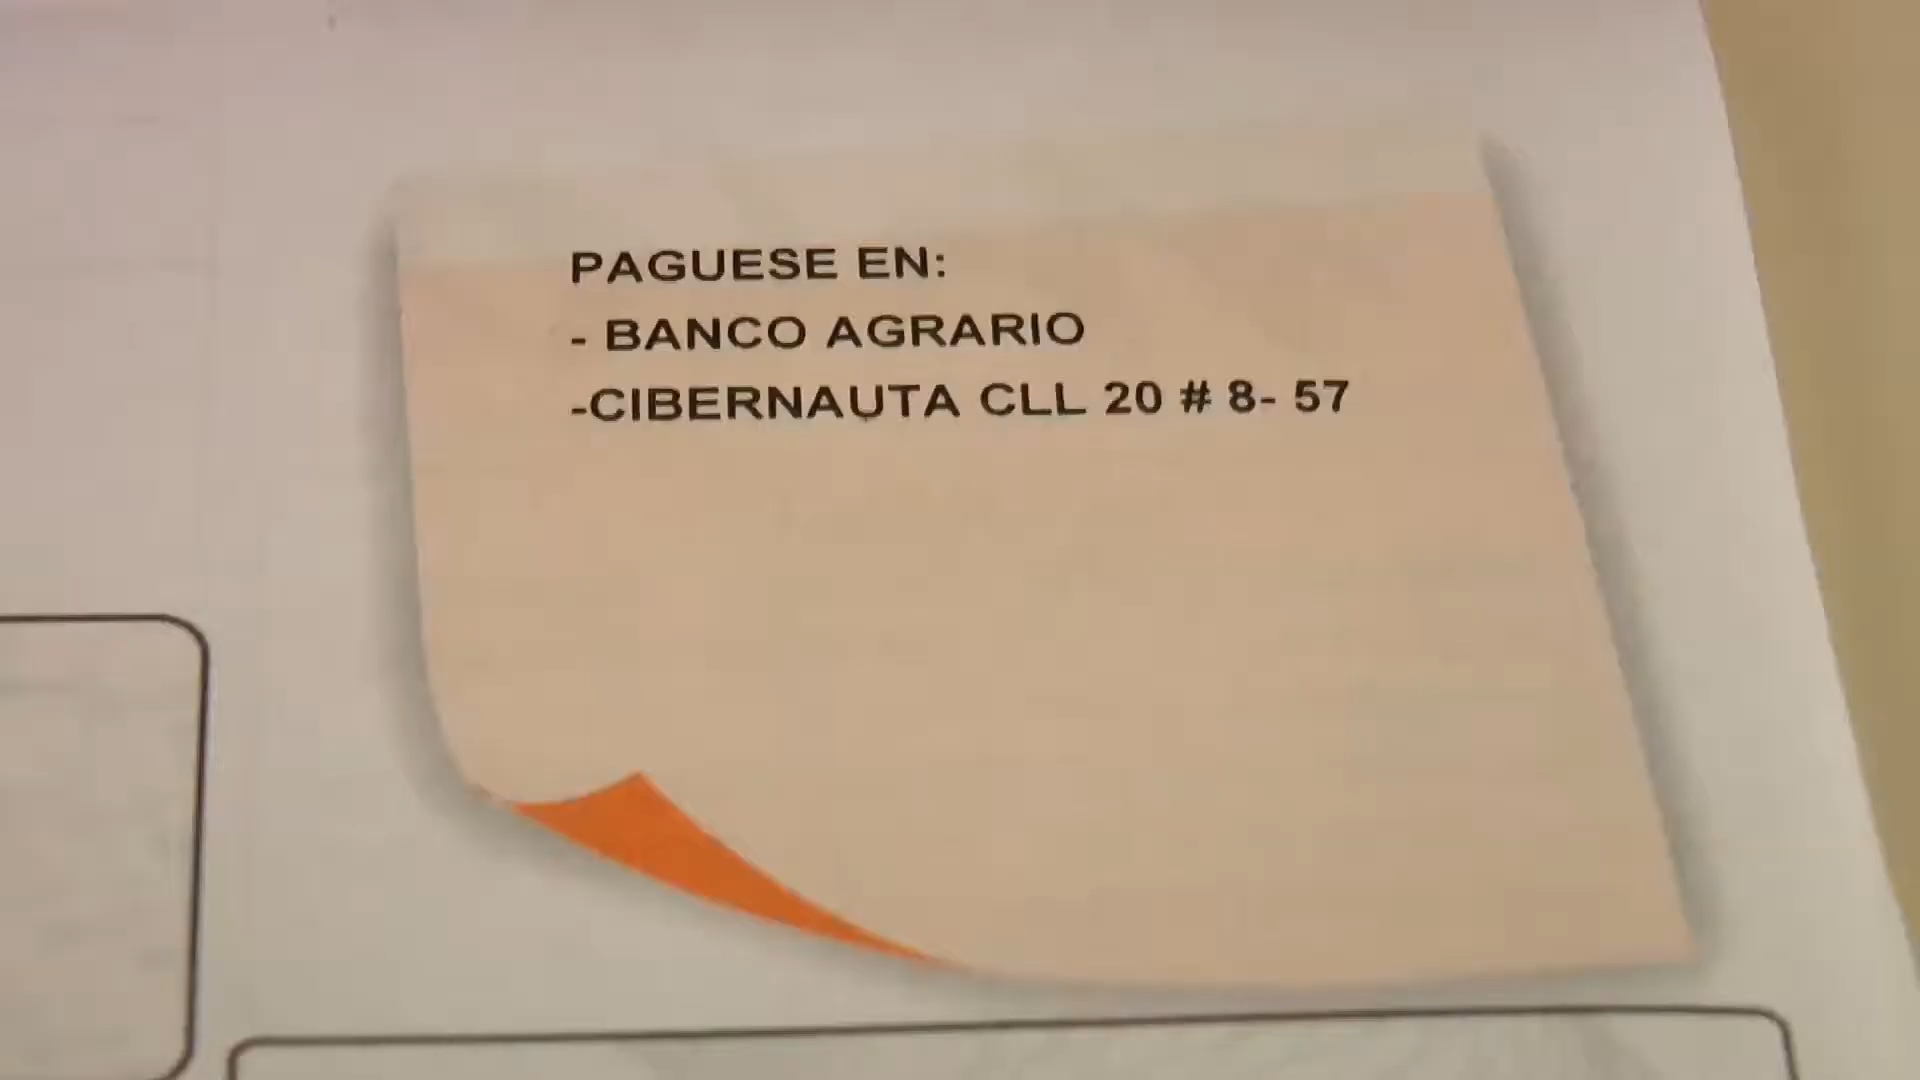 PAGUESE EN:
- BANCO AGRARIO
-CIBERNAUTA CLL 20 # 8- 57